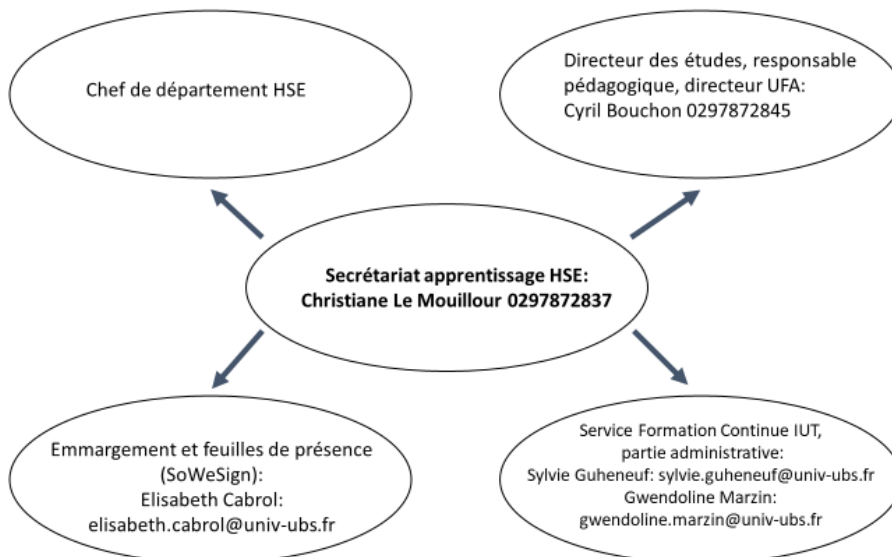 Chef de département HSE
Directeur des études, responsable
pédagogique, directeur UFA:
Cyril Bouchon 0297872845
Secrétariat apprentissage HSE:
Christiane Le Mouillour 0297872837
Emmargement et feuilles de présence
(SoWeSign):
Elisabeth Cabrol:
elisabeth.cabrol@univ-ubs.fr
Service Formation Continue IUT,
partie administrative:
Sylvie Guheneuf: sylvie.guheneuf@univ-ubs.fr
Gwendoline Marzin:
gwendoline.marzin@univ-ubs.fr